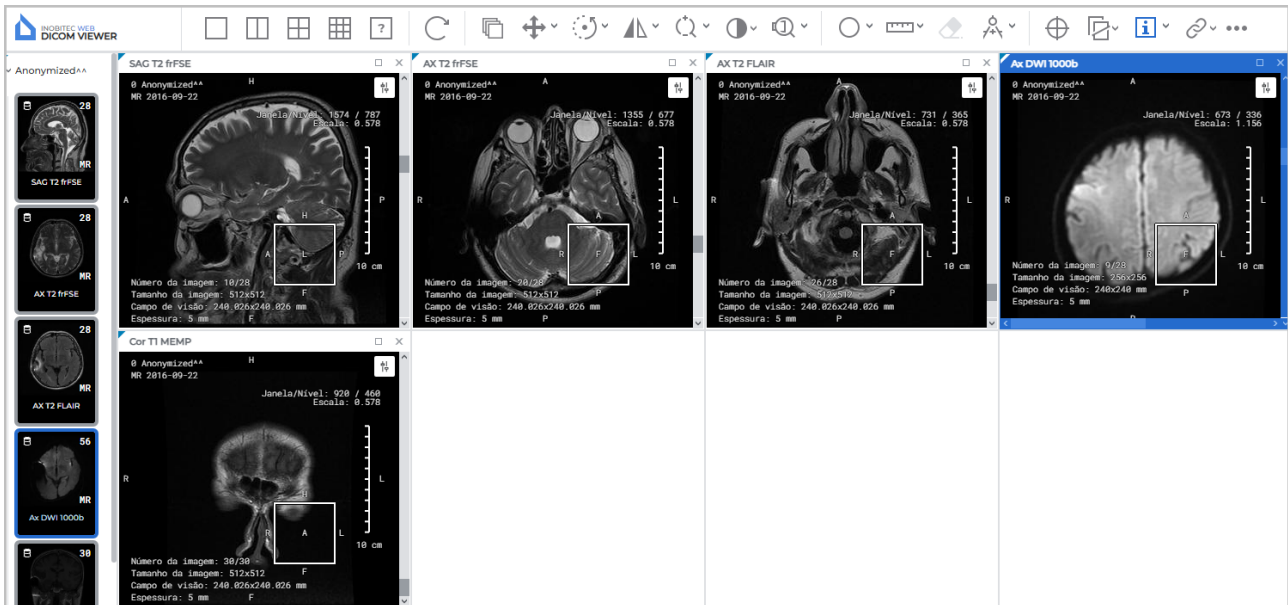 INOBITEC WEB
DICOM VIEWER
?
1
i
Anonymized^^
28
MR
SAG T2 frFSE
28
MR
AX T2 frFSE
28
MR
AX T2 FLAIR
56
MR
Ax DWI 1000b
30
SAG T2 frFSE
0 Anonymized^^
MR 2016-09-22
H
Janela/Nível: 1574 / 787
Escala: 0.578
A
P
H
A L P
F
10 cm
Número da imagem: 10/28
Tamanho da imagem: 512x512
Campo de visão: 240.026x240.026 mm
Espessura: 5 mm
F
AX T2 frFSE
0 Anonymized^^
MR 2016-09-22
A
Janela/Nível: 1355 / 677
Escala: 0.578
R
L
A
R F L
P
10 cm
Número da imagem: 20/28
Tamanho da imagem: 512x512
Campo de visão: 240.026x240.026 mm
Espessura: 5 mm
P
AX T2 FLAIR
0 Anonymized^^
MR 2016-09-22
A
Janela/Nível: 731 / 365
Escala: 0.578
R
L
A
R F L
P
10 cm
Número da imagem: 26/28
Tamanho da imagem: 512x512
Campo de visão: 240.026x240.026 mm
Espessura: 5 mm
P
Ax DWI 1000b
0 Anonymized^^
MR 2016-09-22
A
Janela/Nível: 673 / 336
Escala: 1.156
R
L
A
R F L
P
10 cm
Número da imagem: 9/28
Tamanho da imagem: 256x256
Campo de visão: 240x240 mm
Espessura: 5 mm
Cor T1 MEMP
0 Anonymized^^
MR 2016-09-22
H
Janela/Nível: 920 / 460
Escala: 0.578
R
L
H
R A L
F
10 cm
Número da imagem: 30/30
Tamanho da imagem: 512x512
Campo de visão: 240.026x240.026 mm
Espessura: 5 mm
F